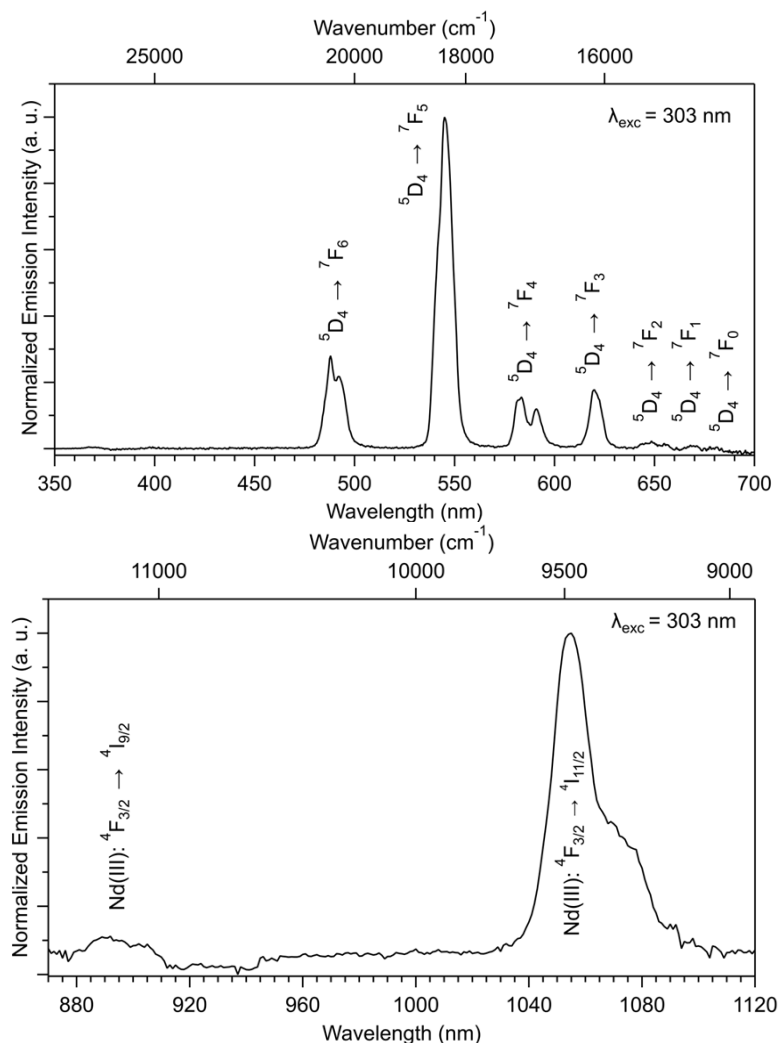 Wavenumber (cm⁻¹)
25000 20000 18000 16000
λexc = 303 nm
Normalized Emission Intensity (a. u.)
⁵D₄ → ⁷F₆
⁵D₄ → ⁷F₅
⁵D₄ → ⁷F₄
⁵D₄ → ⁷F₃
⁵D₄ → ⁷F₂
⁵D₄ → ⁷F₁
⁵D₄ → ⁷F₀
350 400 450 500 550 600 650 700
Wavelength (nm)
Wavenumber (cm⁻¹)
11000 10000 9500 9000
λexc = 303 nm
Normalized Emission Intensity (a. u.)
Nd(III): ⁴F3/2 → ⁴I9/2
Nd(III): ⁴F3/2 → ⁴I11/2
880 920 960 1000 1040 1080 1120
Wavelength (nm)